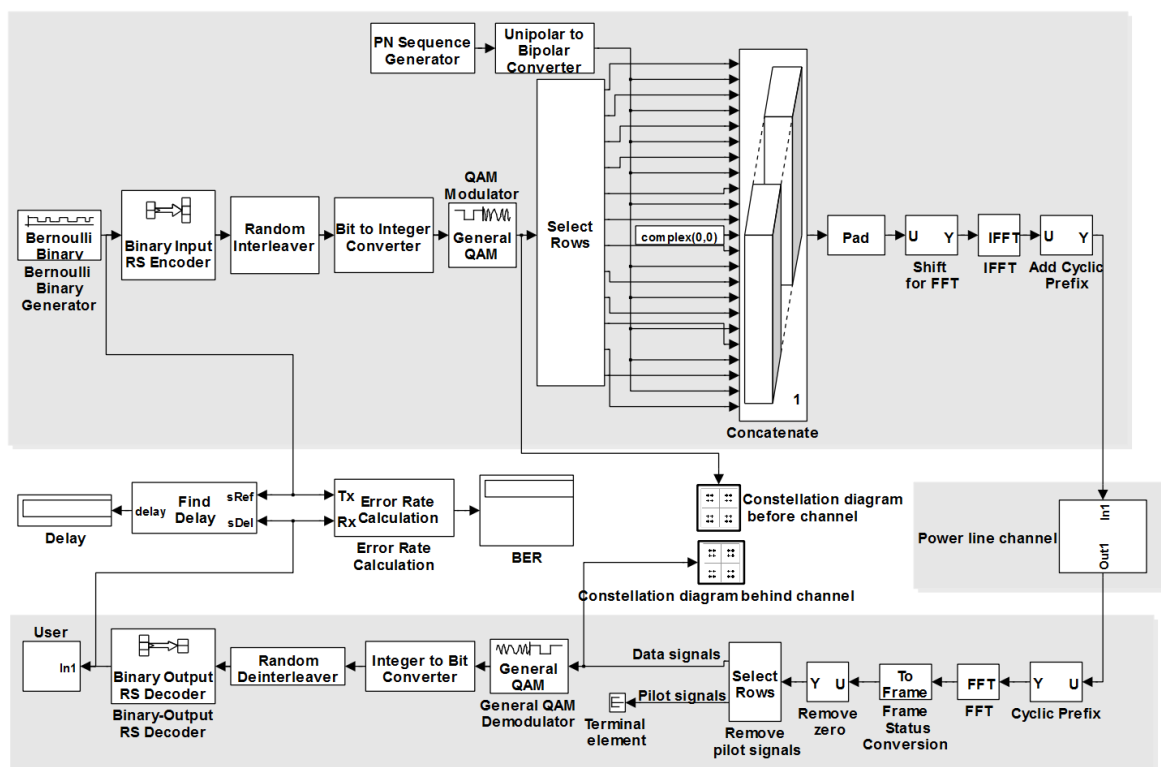 PN Sequence
Generator
Unipolar to
Bipolar
Converter
QAM
Modulator
Bernoulli
Binary
Bernoulli
Binary
Generator
Binary Input
RS Encoder
Random
Interleaver
Bit to Integer
Converter
General
QAM
Select
Rows
complex(0,0)
1
Concatenate
Pad
U Y
Shift
for FFT
IFFT
IFFT
U Y
Add Cyclic
Prefix
delay
Find
Delay
sRef
sDel
Delay
Tx
Rx
Error Rate
Calculation
Error Rate
Calculation
BER
Constellation diagram
before channel
Constellation diagram behind channel
Power line channel
In1
Out1
User
In1
Binary Output
RS Decoder
Binary-Output
RS Decoder
Random
Deinterleaver
Integer to Bit
Converter
General
QAM
General QAM
Demodulator
Data signals
Pilot signals
Terminal
element
Select
Rows
Remove
pilot signals
Y U
Remove
zero
To
Frame
Frame
Status
Conversion
FFT
FFT
Y U
Cyclic Prefix